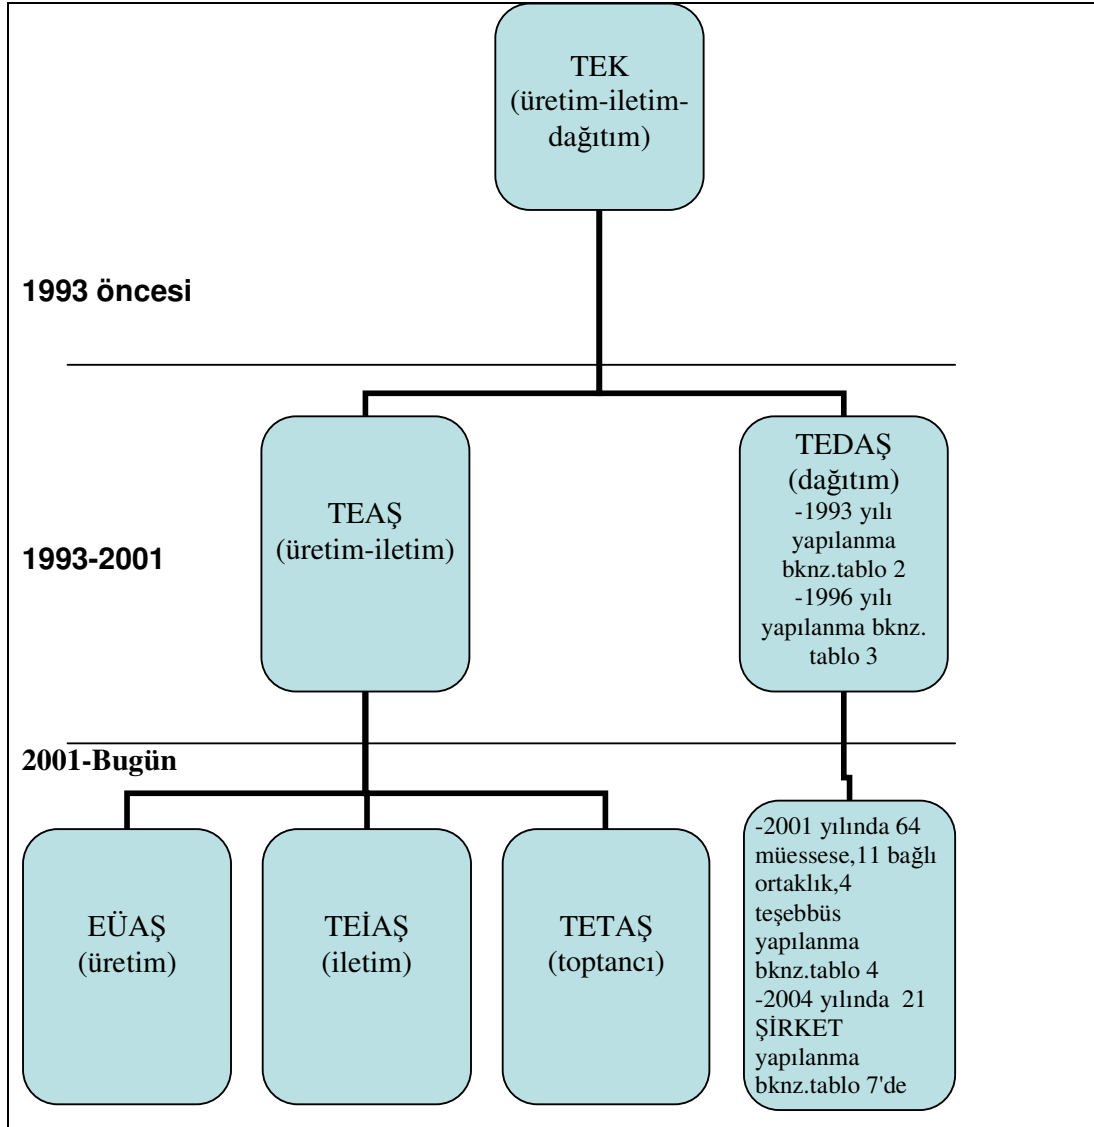 TEK
(üretim-iletim-
dağıtım)
1993 öncesi
TEAŞ
(üretim-iletim)
TEDAŞ
(dağıtım)
-1993 yılı
yapılanma
bknz.tablo 2
-1996 yılı
yapılanma bknz.
tablo 3
1993-2001
2001-Bugün
EÜAŞ
(üretim)
TEİAŞ
(iletim)
TETAŞ
(toptancı)
-2001 yılında 64
müessese,11 bağlı
ortaklık,4
teşebbüs
yapılanma
bknz.tablo 4
-2004 yılında  21
ŞİRKET
yapılanma
bknz.tablo 7'de